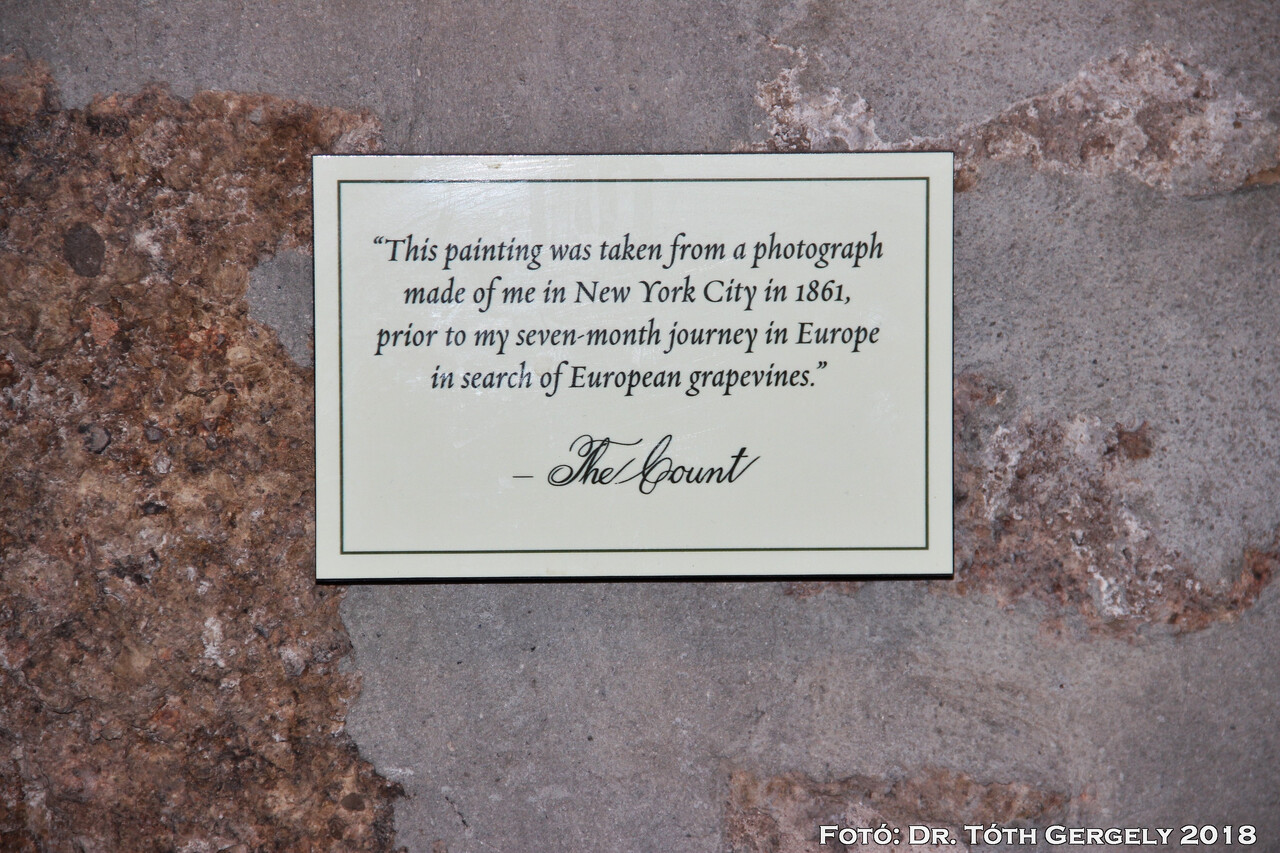 “This painting was taken from a photograph
made of me in New York City in 1861,
prior to my seven-month journey in Europe
in search of European grapevines.”
– The Count
Fotó: Dr. Tóth Gergely 2018